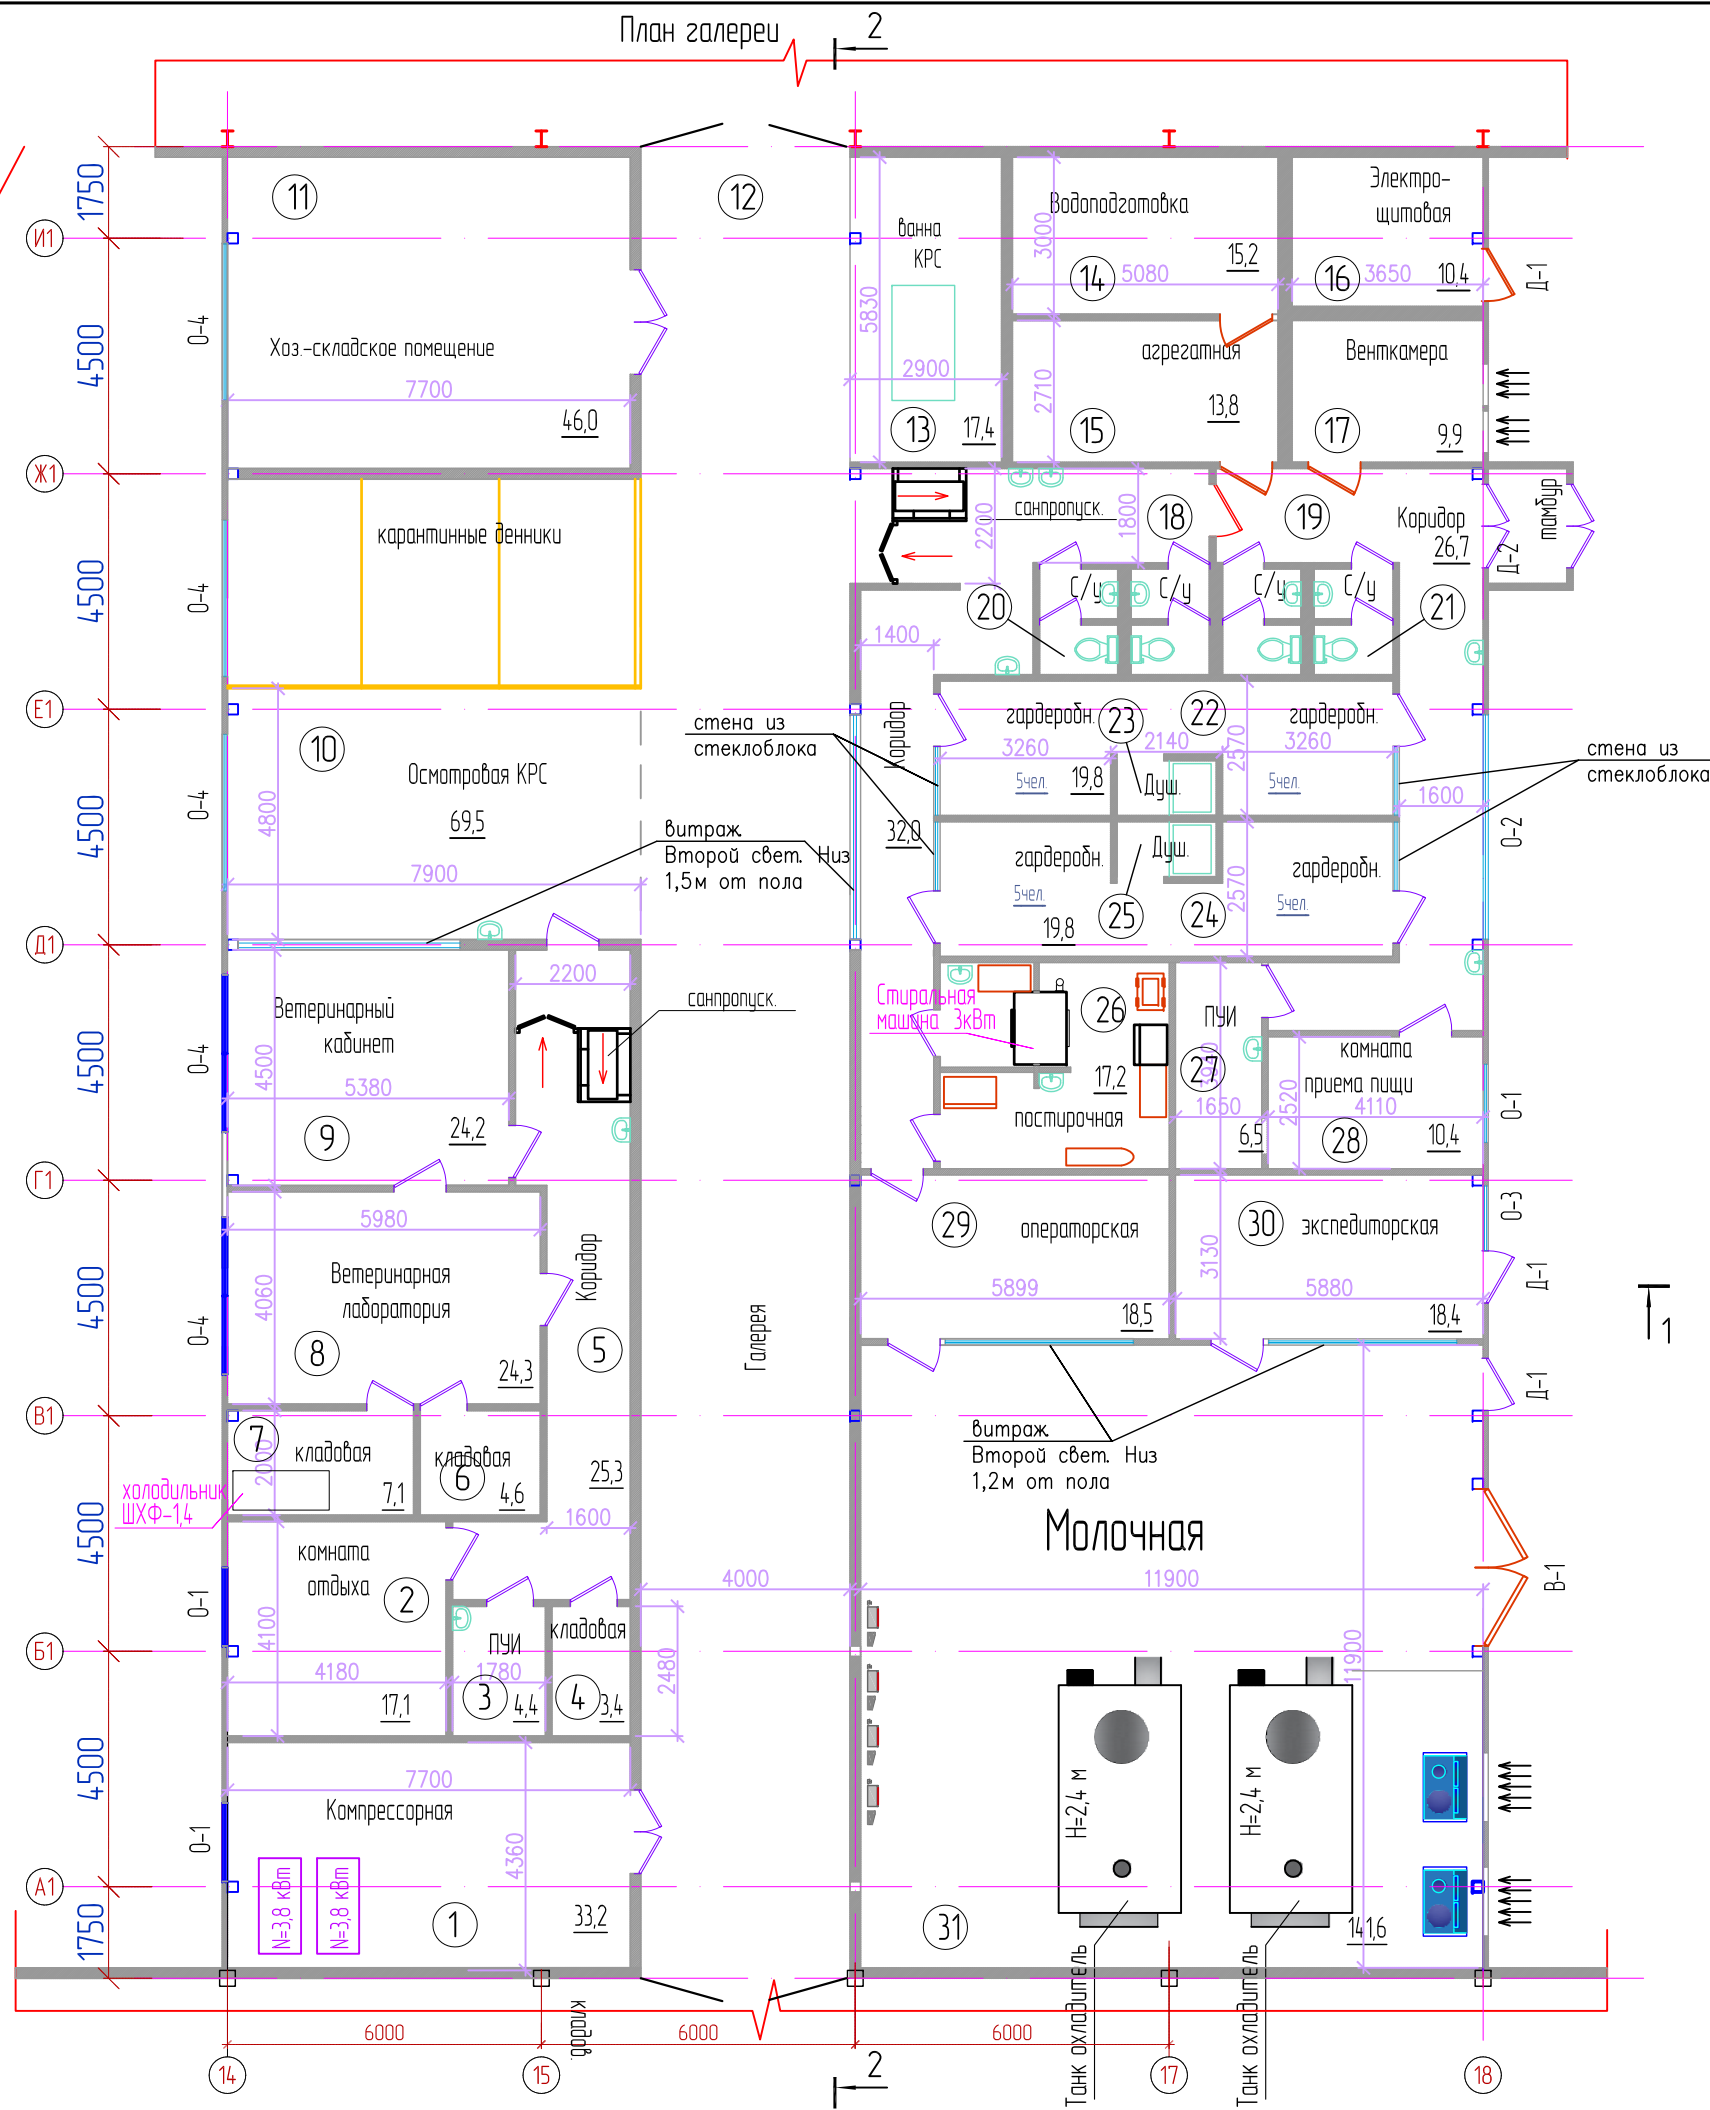 План галереи
2
11
12
1750
И1
ванна
КРС
Водоподготовка
Электро-
щитовая
3000
5830
14
5080
15,2
16
3650
10,4
Д-1
4500
О-4
Хоз.-складское помещение
7700
46,0
2900
2710
агрегатная
Венткамера
13
17,4
15
13,8
17
9,9
Ж1
карантинные денники
санпропуск.
2200
1800
18
19
Коридор
26,7
тамбур
Д-2
4500
О-4
С/у
С/у
С/у
С/у
20
21
1400
Е1
10
Осмотровая КРС
69,5
4800
7900
4500
О-4
стена из
стеклоблока
Коридор
32,0
гардеробн.
23
22
гардеробн.
3260
2140
2570
3260
5чел.
19,8
Душ.
5чел.
1600
стена из
стеклоблока
О-2
витраж
Второй свет. Низ
1,5м от пола
гардеробн.
Душ.
гардеробн.
5чел.
25
24
2570
5чел.
19,8
Д1
2200
санпропуск.
Ветеринарный
кабинет
4500
5380
9
24,2
4500
О-4
Стиральная
машина 3кВт
26
17,2
постирочная
ПУИ
27
3940
1650
6,5
комната
приема пищи
2520
4110
28
10,4
О-1
Г1
5980
Ветеринарная
лаборатория
4060
8
24,3
4500
О-4
Коридор
5
25,3
Галерея
29
операторская
5899
18,5
30
экспедиторская
3130
5880
18,4
О-3
Д-1
1
Д-1
В1
7
кладовая
2000
7,1
кладовая
6
4,6
холодильник
ШХФ-1,4
1600
витраж
Второй свет. Низ
1,2м от пола
Молочная
4500
О-1
комната
отдыха
2
4100
4180
17,1
4000
11900
В-1
Б1
ПУИ
1780
3
4,4
кладовая
4
3,4
2480
11900
4500
О-1
7700
Компрессорная
4360
N=3,8 кВт
N=3,8 кВт
1
33,2
H=2,4 м
H=2,4 м
А1
1750
31
141,6
Танк охладитель
Танк охладитель
кладов.
6000
6000
6000
14
15
17
18
2